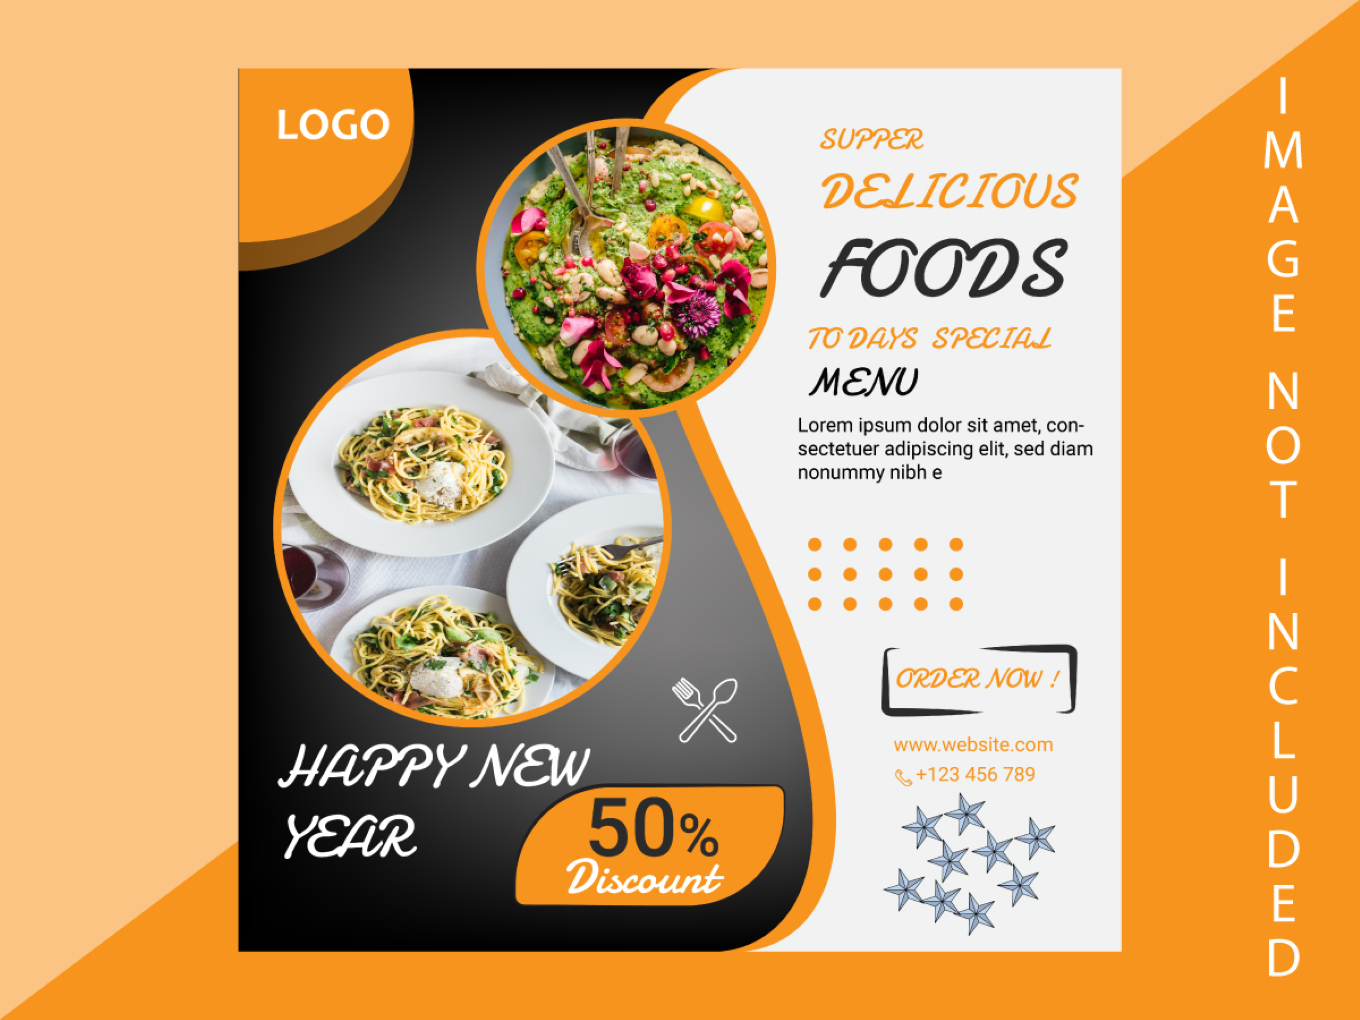 LOGO
SUPPER
DELICIOUS
FOODS
TO DAYS SPECIAL
MENU
Lorem ipsum dolor sit amet, con-
sectetuer adipiscing elit, sed diam
nonummy nibh e
ORDER NOW !
www.website.com
+123 456 789
HAPPY NEW
YEAR
50%
Discount
IMAGE NOT INCLUDED